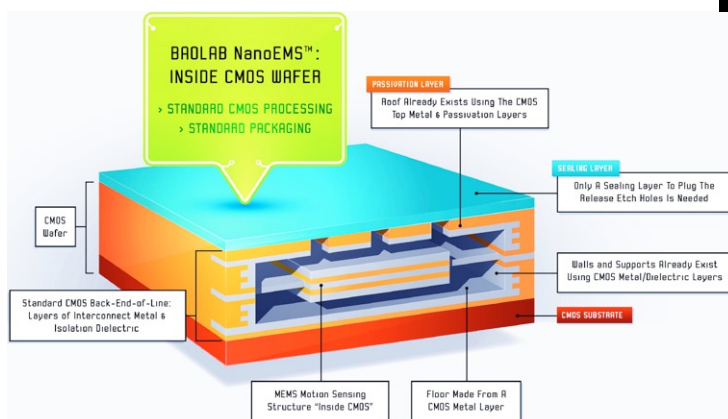 BAOLAB NanoEMS™:
INSIDE CMOS WAFER
› STANDARD CMOS PROCESSING
› STANDARD PACKAGING
PASSIVATION LAYER
Roof Already Exists Using The CMOS
Top Metal & Passivation Layers
SEALING LAYER
Only A Sealing Layer To Plug The
Release Etch Holes Is Needed
CMOS
Wafer
Walls and Supports Already Exist
Using CMOS Metal/Dielectric Layers
Standard CMOS Back-End-of-Line:
Layers of Interconnect Metal &
Isolation Dielectric
CMOS SUBSTRATE
MEMS Motion Sensing
Structure "Inside CMOS"
Floor Made From A
CMOS Metal Layer